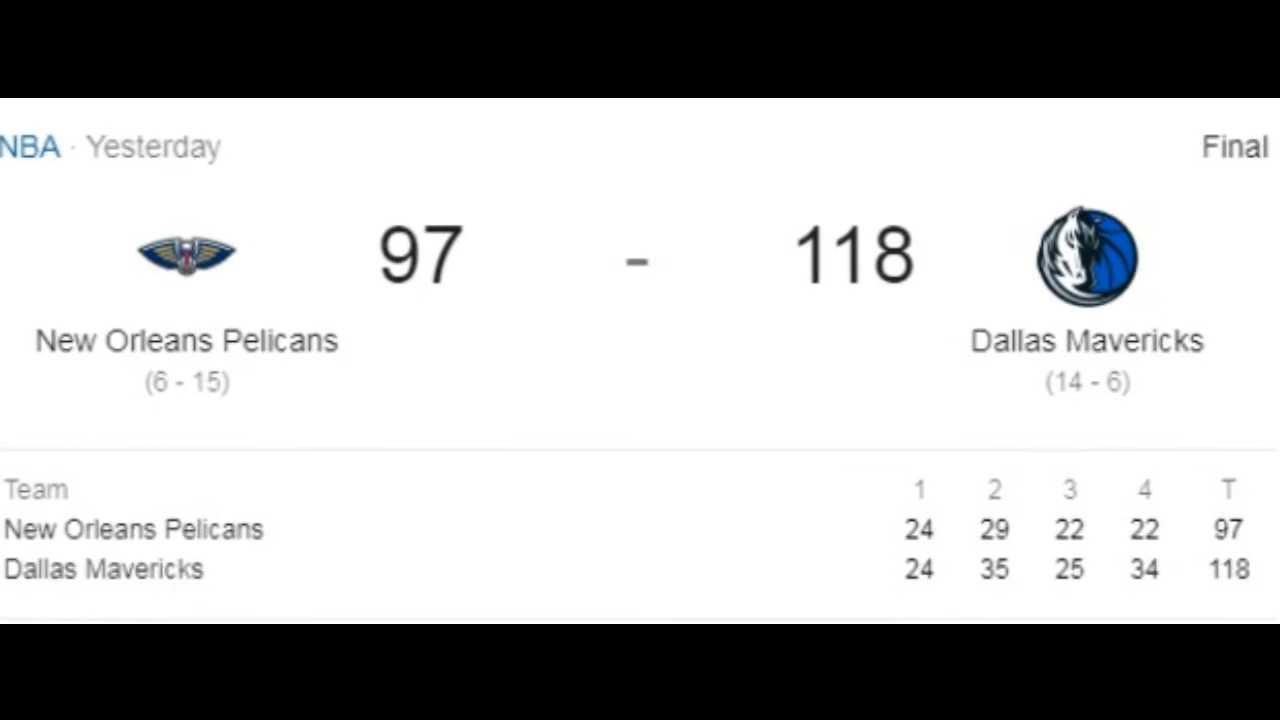 NBA · Yesterday Final
97 - 118
New Orleans Pelicans Dallas Mavericks
(6 - 15) (14 - 6)
Team 1 2 3 4 T
New Orleans Pelicans 24 29 22 22 97
Dallas Mavericks 24 35 25 34 118